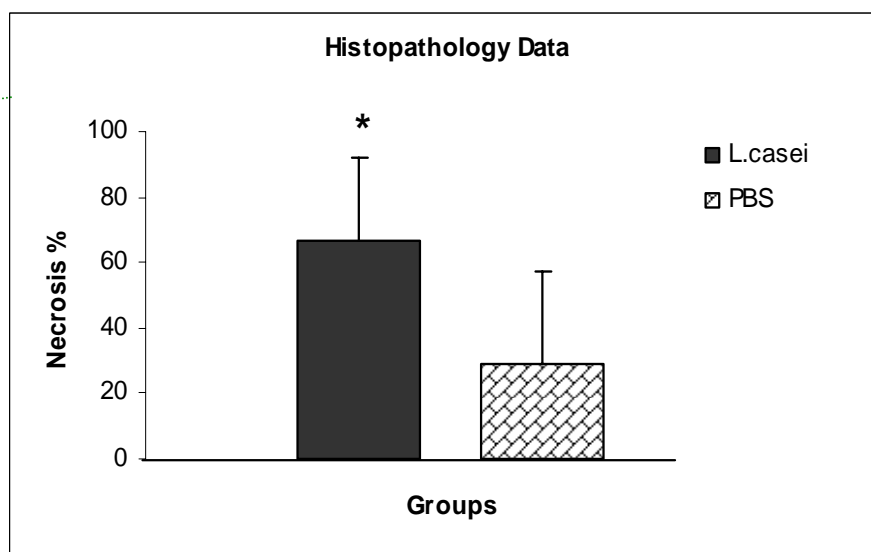 Histopathology Data
*
100
80
60
40
20
0
Necrosis %
Groups
L.casei
PBS